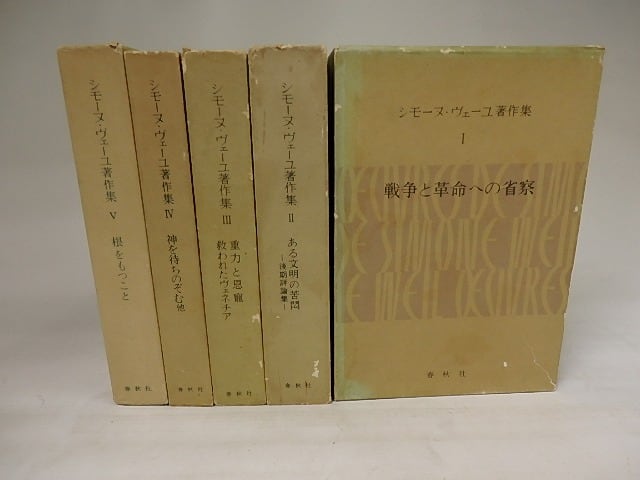 シモーヌ・ヴェーユ著作集 V
根をもつこと
春秋社
シモーヌ・ヴェーユ著作集 IV
神を待ちのぞむ他
春秋社
シモーヌ・ヴェーユ著作集 III
重力と恩寵
救われたヴェネチア
春秋社
シモーヌ・ヴェーユ著作集 II
ある文明の苦悶
―後期評論集―
春秋社
シモーヌ・ヴェーユ著作集
I
戦争と革命への省察
OEUVRES DE SIMONE
DE SIMONE WEIL
E WEIL OEUVRES
春秋社